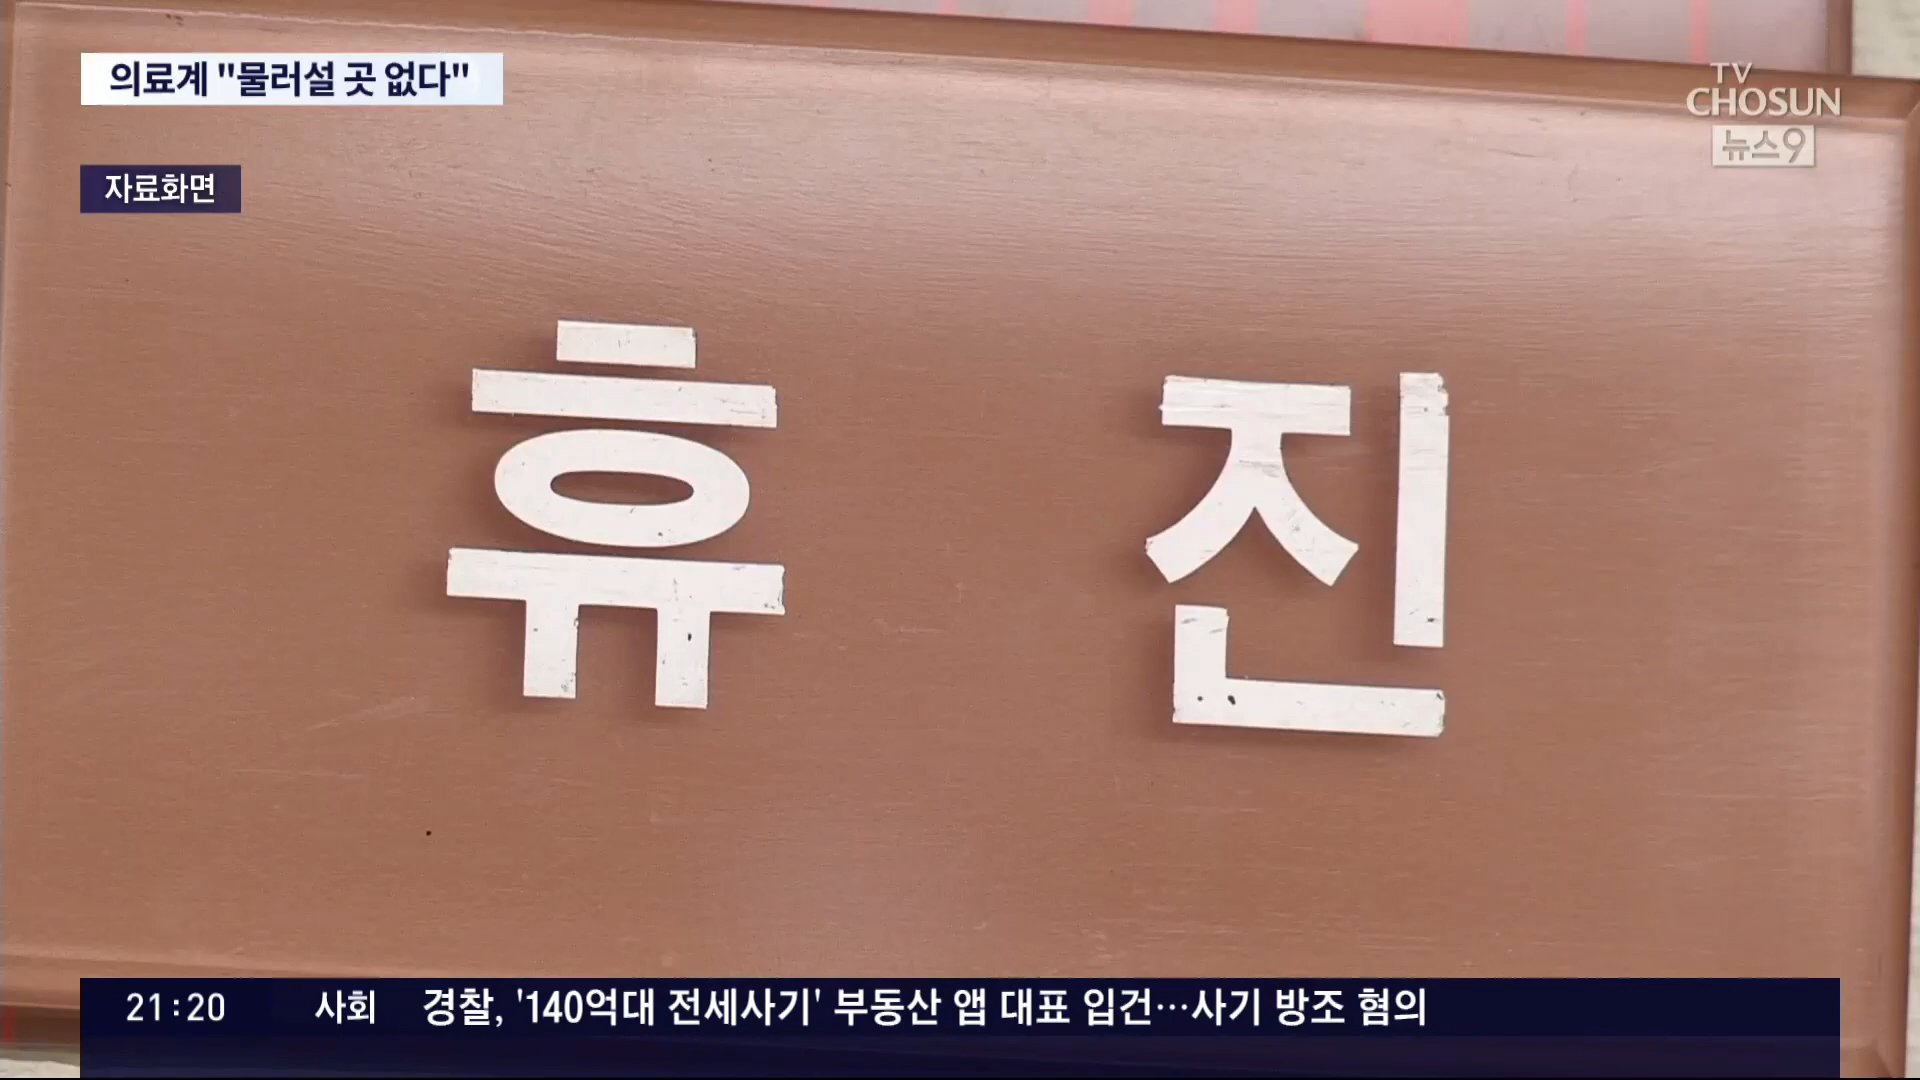 의료계 "물러설 곳 없다"
TV
CHOSUN
뉴스9
자료화면
휴 진
21:20 사회 경찰, '140억대 전세사기' 부동산 앱 대표 입건…사기 방조 혐의